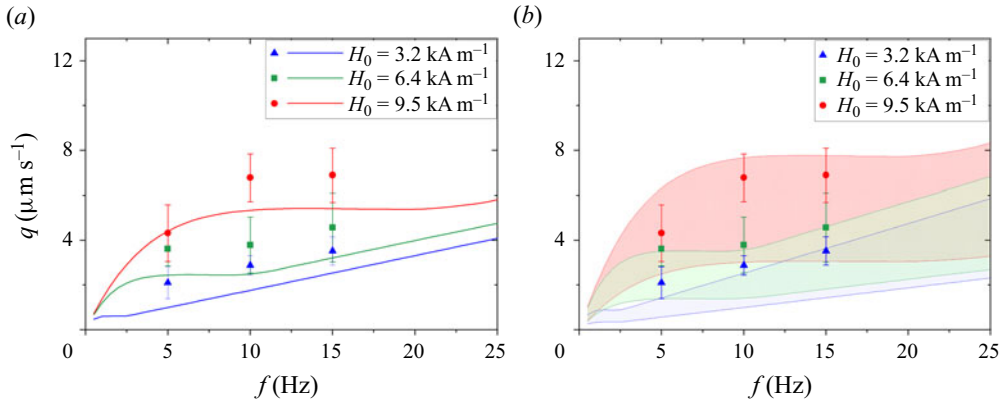 (a)
(b)
H₀ = 3.2 kA m⁻¹
H₀ = 6.4 kA m⁻¹
H₀ = 9.5 kA m⁻¹
12
8
4
0
5
10
15
20
25
q (μm s⁻¹)
f (Hz)
H₀ = 3.2 kA m⁻¹
H₀ = 6.4 kA m⁻¹
H₀ = 9.5 kA m⁻¹
12
8
4
0
5
10
15
20
25
f (Hz)